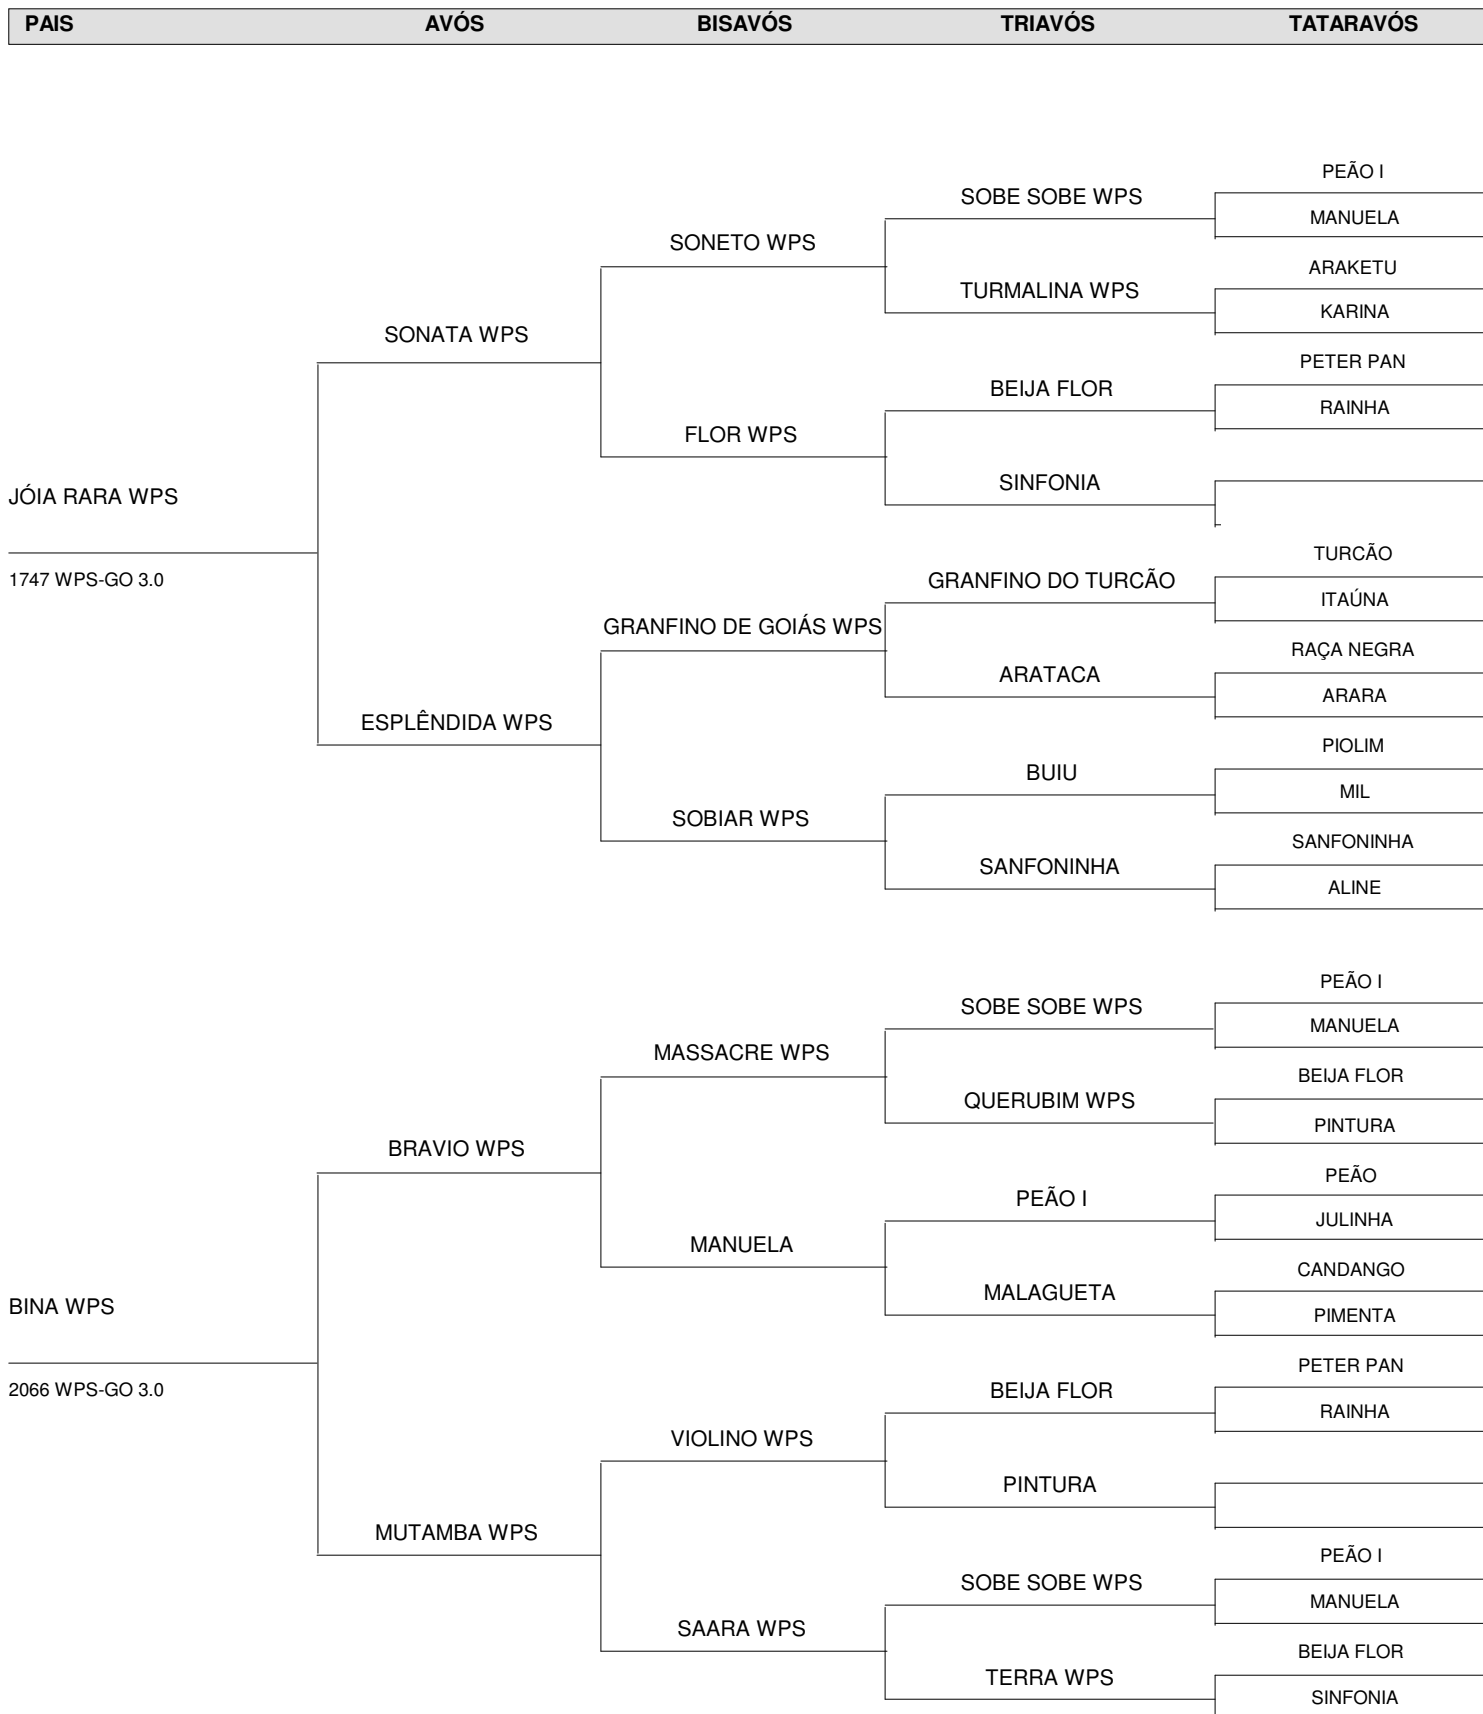 PAIS AVÓS BISAVÓS TRIAVÓS TATARAVÓS
PEÃO I
SOBE SOBE WPS
MANUELA
SONETO WPS
ARAKETU
TURMALINA WPS
KARINA
SONATA WPS
PETER PAN
BEIJA FLOR
RAINHA
FLOR WPS
SINFONIA
JÓIA RARA WPS
TURCÃO
1747 WPS-GO 3.0
GRANFINO DO TURCÃO
ITAÚNA
GRANFINO DE GOIÁS WPS
RAÇA NEGRA
ARATACA
ARARA
ESPLÊNDIDA WPS
PIOLIM
BUIU
MIL
SOBIAR WPS
SANFONINHA
SANFONINHA
ALINE
PEÃO I
SOBE SOBE WPS
MANUELA
MASSACRE WPS
BEIJA FLOR
QUERUBIM WPS
PINTURA
BRAVIO WPS
PEÃO
PEÃO I
JULINHA
MANUELA
CANDANGO
MALAGUETA
BINA WPS
PIMENTA
PETER PAN
2066 WPS-GO 3.0
BEIJA FLOR
RAINHA
VIOLINO WPS
PINTURA
MUTAMBA WPS
PEÃO I
SOBE SOBE WPS
MANUELA
SAARA WPS
BEIJA FLOR
TERRA WPS
SINFONIA